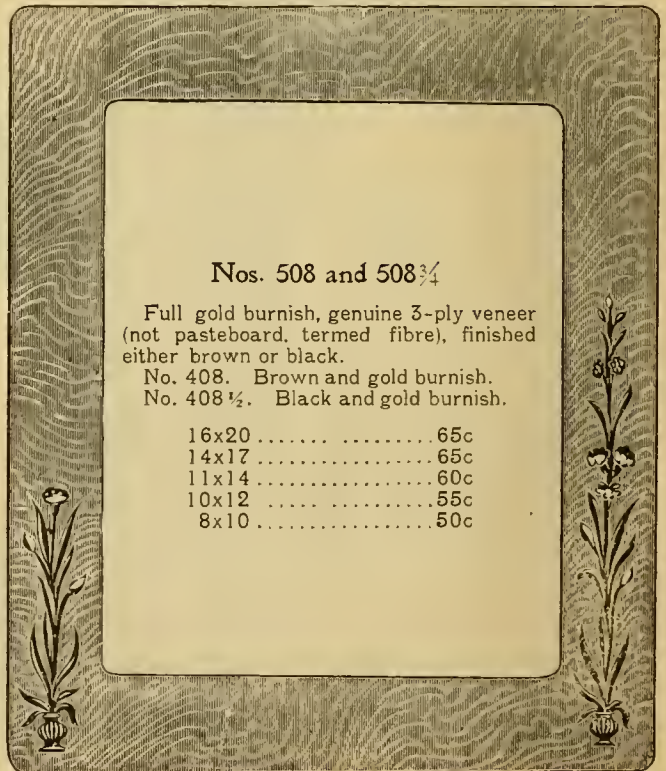 Nos. 508 and 508¾
Full gold burnish, genuine 3-ply veneer
(not pasteboard, termed fibre), finished
either brown or black.
No. 408. Brown and gold burnish.
No. 408½. Black and gold burnish.
16x20 ....... ......... 65c
14x17 ................. 65c
11x14 ................. 60c
10x12 ..... .......... 55c
8x10 ................. 50c